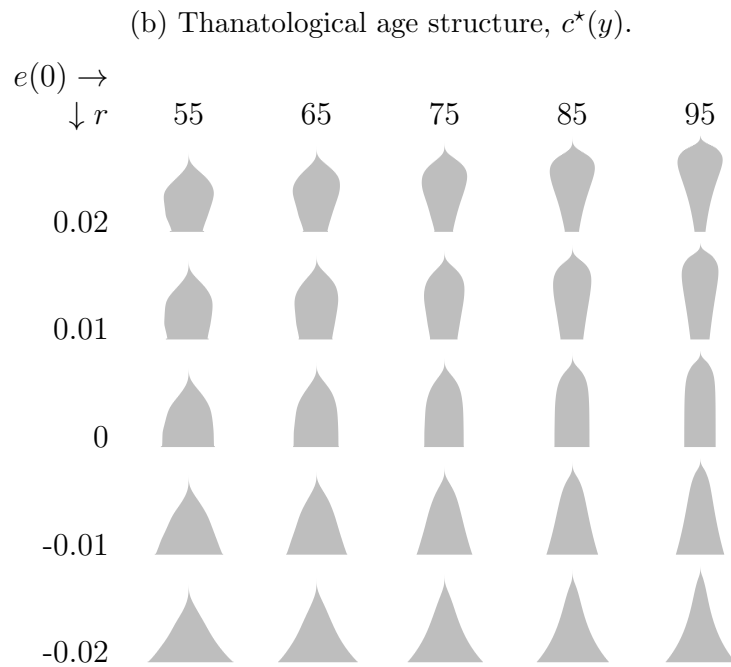 (b) Thanatological age structure, c⋆(y).
e(0) →
↓ r 55 65 75 85 95
0.02
0.01
0
-0.01
-0.02